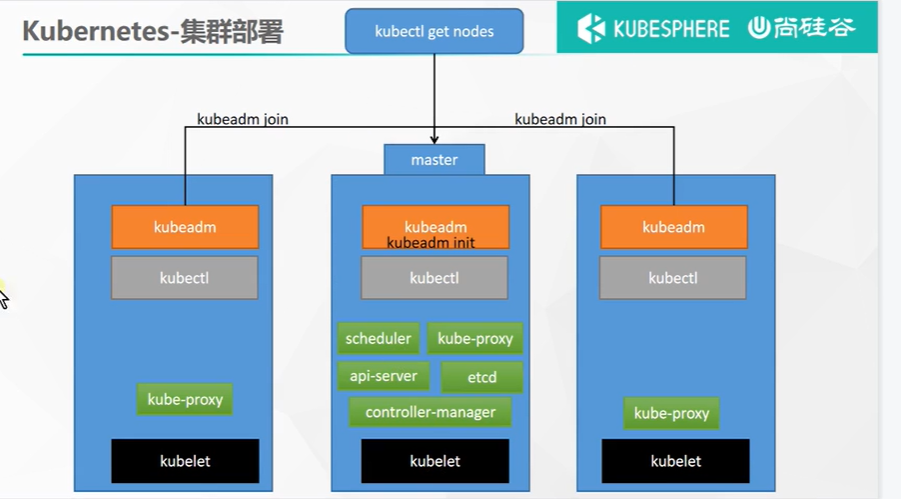 Kubernetes-集群部署
kubectl get nodes
KUBESPHERE 尚硅谷
kubeadm join
kubeadm join
master
kubeadm
kubeadm
kubeadm init
kubeadm
kubectl
kubectl
kubectl
scheduler
kube-proxy
api-server
etcd
kube-proxy
controller-manager
kube-proxy
kubelet
kubelet
kubelet